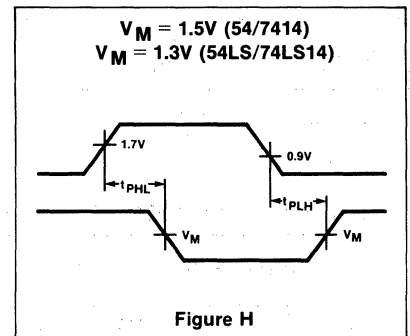 VM = 1.5V (54/7414)
VM = 1.3V (54LS/74LS14)
1.7V
0.9V
tPHL
tPLH
VM
VM
Figure H